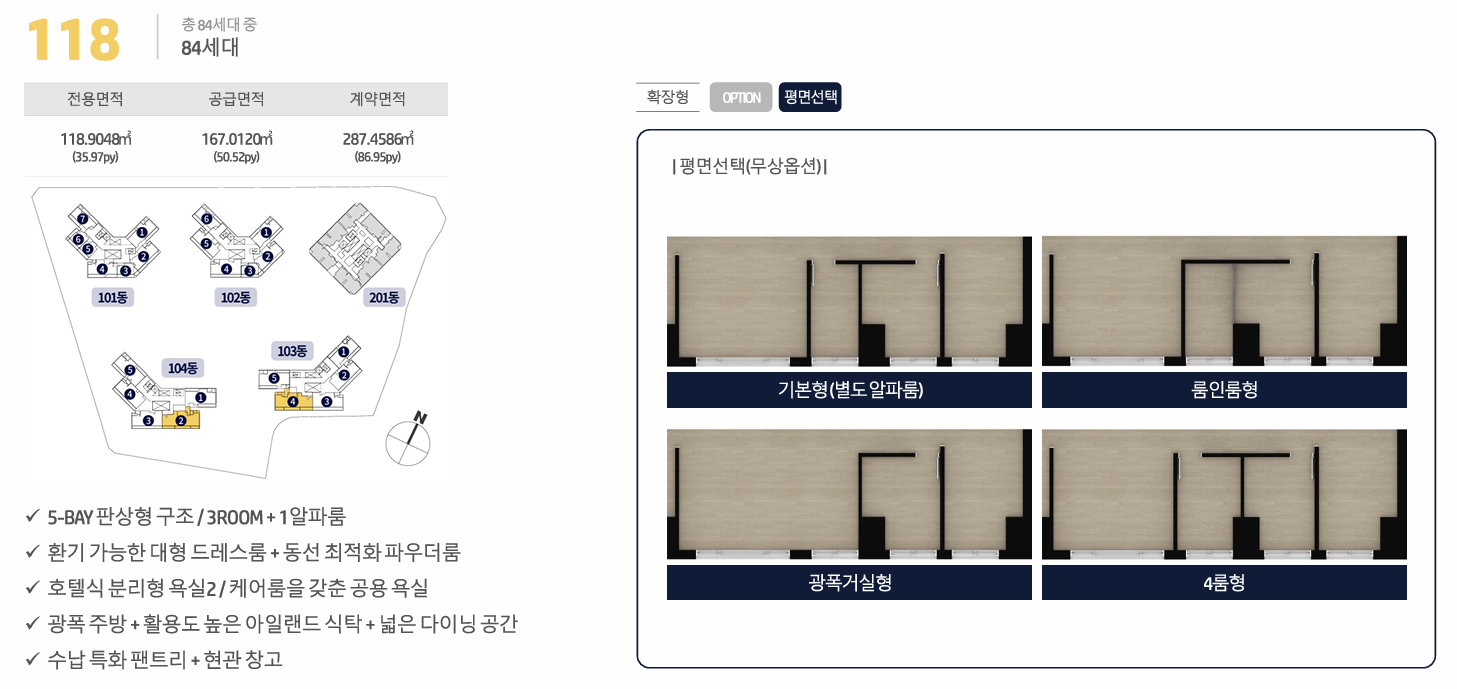 118
총 84세대 중
84세대
전용면적 공급면적 계약면적
118.9048㎡ 167.0120㎡ 287.4586㎡
(35.97py) (50.52py) (86.95py)
7 6 5 4 3 2 1
101동
6 5 4 3 2 1
102동
201동
104동
5 4 3 2 1
103동
5 4 3 2 1
N
✓ 5-BAY 판상형 구조 / 3ROOM + 1알파룸
✓ 환기 가능한 대형 드레스룸 + 동선 최적화 파우더룸
✓ 호텔식 분리형 욕실2 / 케어룸을 갖춘 공용 욕실
✓ 광폭 주방 + 활용도 높은 아일랜드 식탁 + 넓은 다이닝 공간
✓ 수납 특화 팬트리 + 현관 창고
확장형 OPTION 평면선택
| 평면선택(무상옵션)|
기본형(별도 알파룸) 룸인룸형
광폭거실형 4룸형